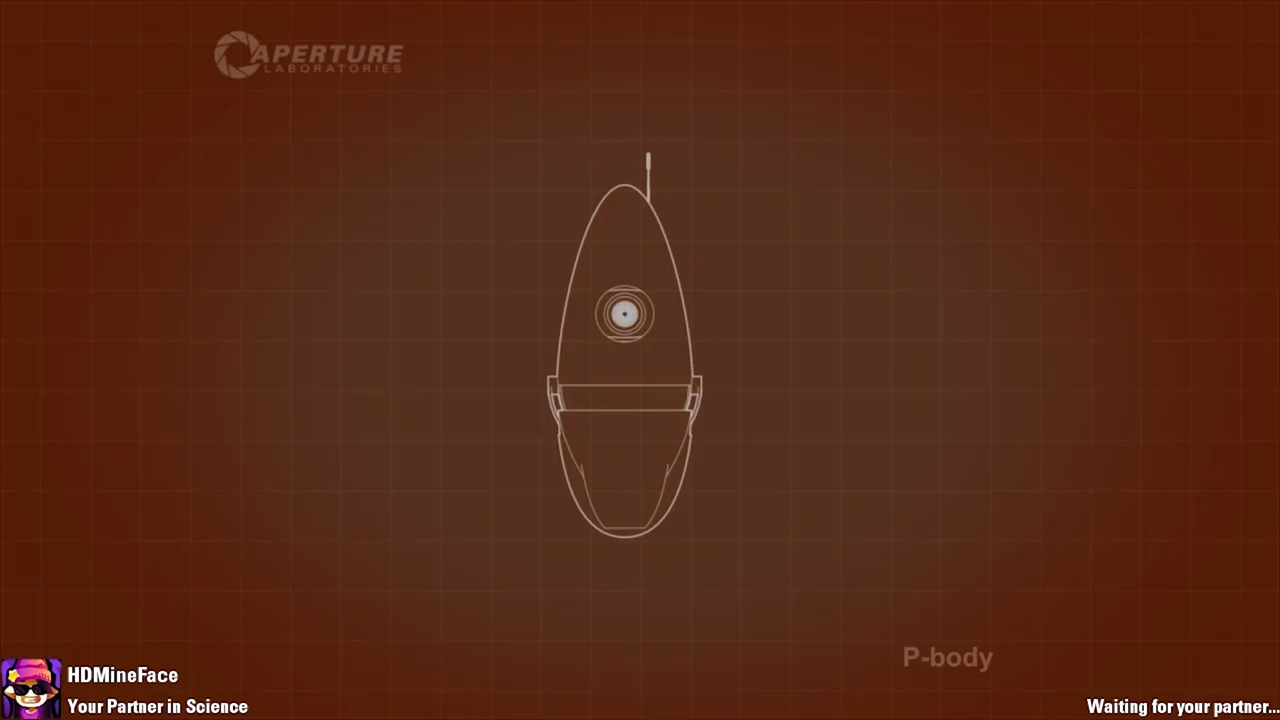 APERTURE
LABORATORIES
P-body
HDMineFace
Your Partner in Science
Waiting for your partner...